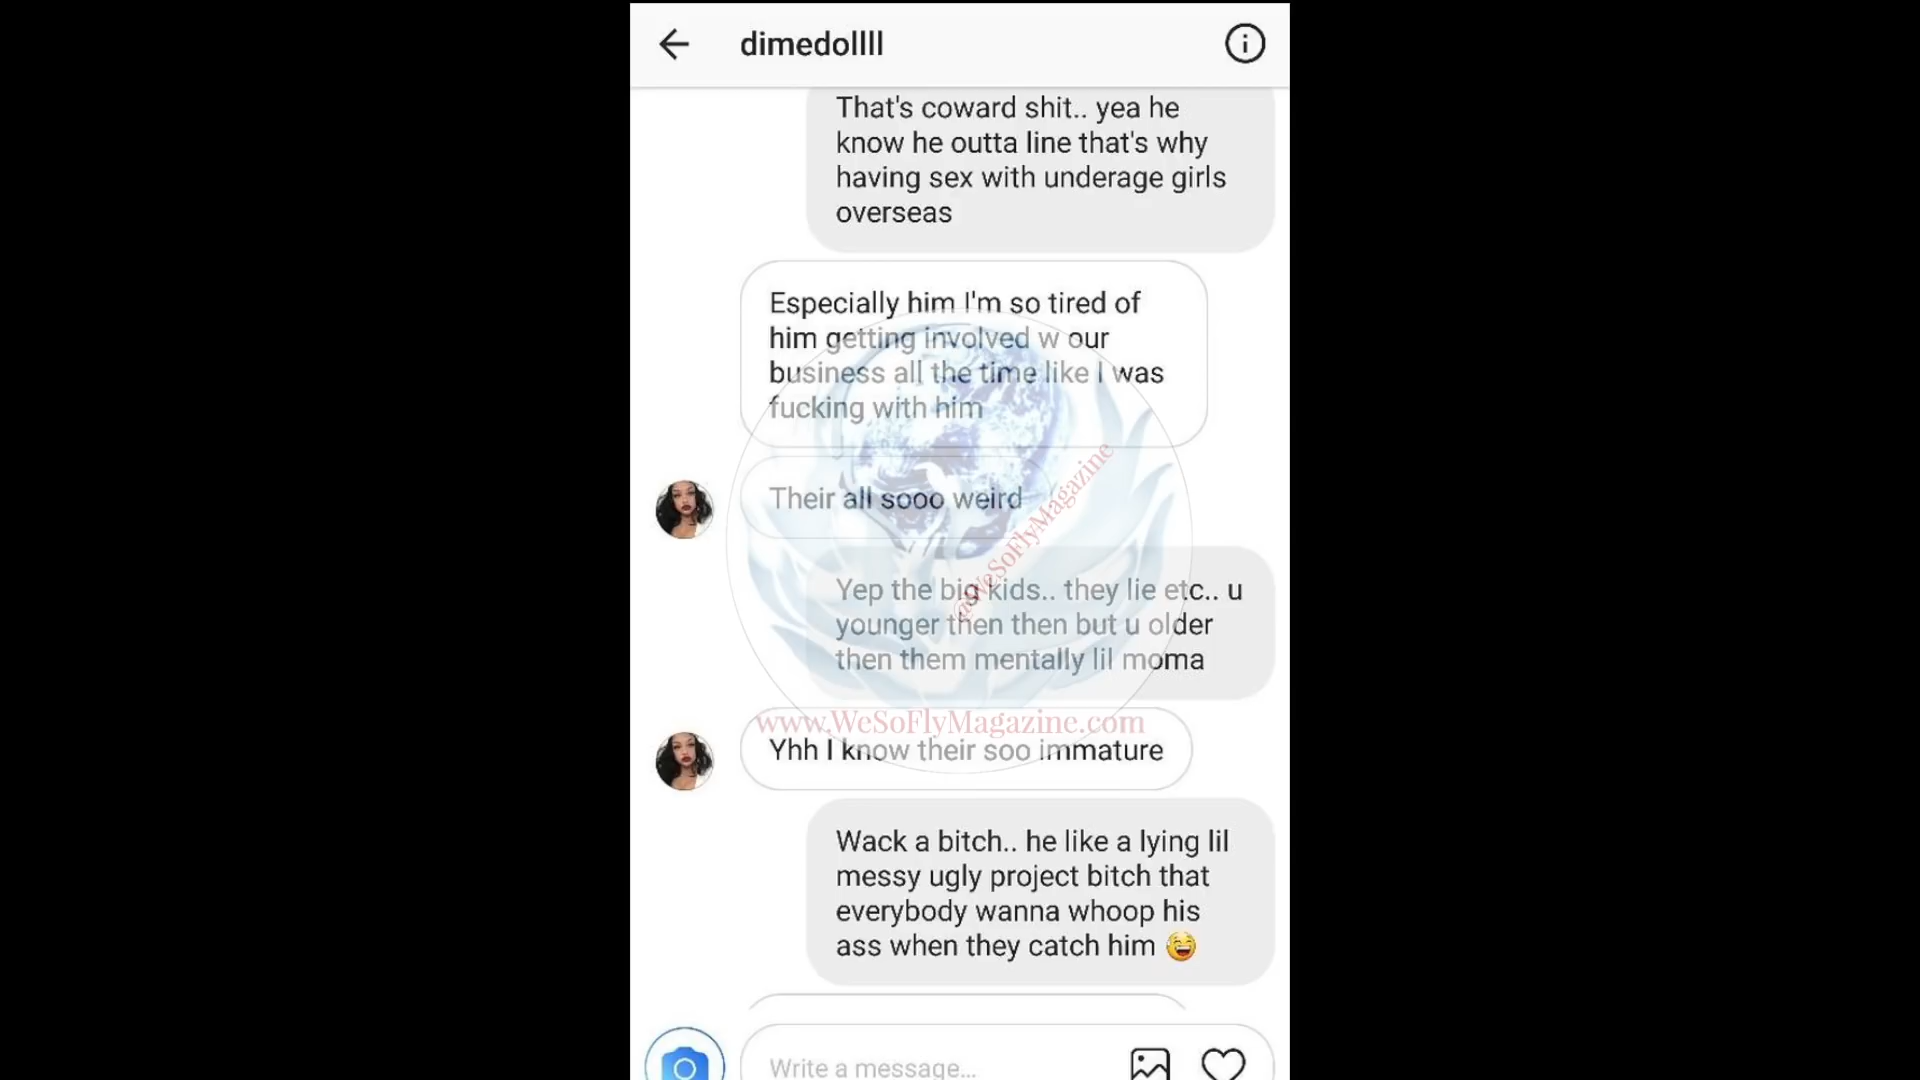 dimedollll
That's coward shit.. yea he
know he outta line that's why
having sex with underage girls
overseas
Especially him I'm so tired of
him getting involved w our
business all the time like I was
fucking with him
Their all sooo weird
@WeSoFlyMagazine
Yep the big kids.. they lie etc.. u
younger then then but u older
then them mentally lil moma
www.WeSoFlyMagazine.com
Yhh I know their soo immature
Wack a bitch.. he like a lying lil
messy ugly project bitch that
everybody wanna whoop his
ass when they catch him 😅
Write a message...